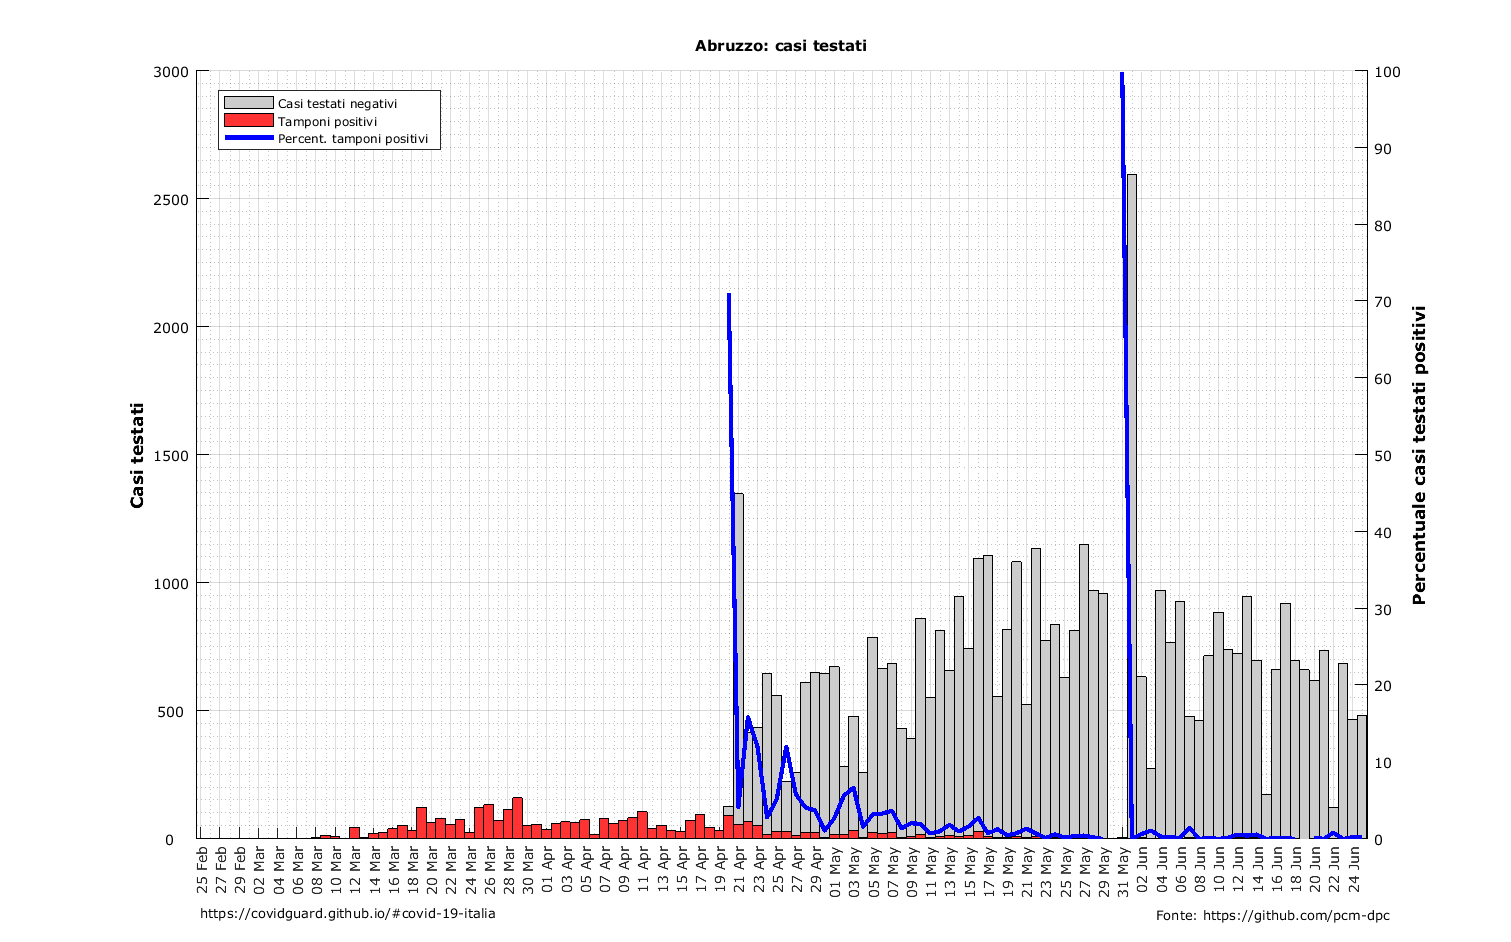 Abruzzo: casi testati
Casi testati negativi
Tamponi positivi
Percent. tamponi positivi
Casi testati
3000
2500
2000
1500
1000
500
0
100
90
80
70
60
50
40
30
20
10
0
Percentuale casi testati positivi
25 Feb
27 Feb
29 Feb
02 Mar
04 Mar
06 Mar
08 Mar
10 Mar
12 Mar
14 Mar
16 Mar
18 Mar
20 Mar
22 Mar
24 Mar
26 Mar
28 Mar
30 Mar
01 Apr
03 Apr
05 Apr
07 Apr
09 Apr
11 Apr
13 Apr
15 Apr
17 Apr
19 Apr
21 Apr
23 Apr
25 Apr
27 Apr
29 Apr
01 May
03 May
05 May
07 May
09 May
11 May
13 May
15 May
17 May
19 May
21 May
23 May
25 May
27 May
29 May
31 May
02 Jun
04 Jun
06 Jun
08 Jun
10 Jun
12 Jun
14 Jun
16 Jun
18 Jun
20 Jun
22 Jun
24 Jun
https://covidguard.github.io/#covid-19-italia
Fonte: https://github.com/pcm-dpc